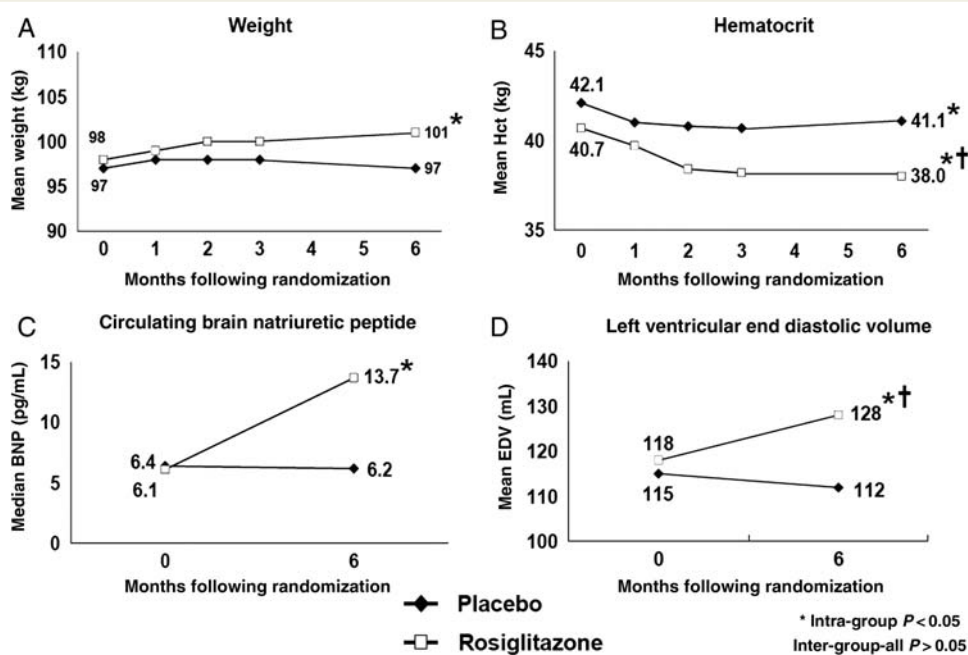 A
Weight
110
105
100
95
90
Mean weight (kg)
98
97
101*
97
0 1 2 3 4 5 6
Months following randomization
B
Hematocrit
45
40
35
Mean Hct (kg)
42.1
40.7
41.1*
38.0*†
0 1 2 3 4 5 6
Months following randomization
C
Circulating brain natriuretic peptide
15
10
5
0
Median BNP (pg/mL)
6.4
6.1
13.7*
6.2
0 6
Months following randomization
D
Left ventricular end diastolic volume
140
130
120
110
100
Mean EDV (mL)
118
115
128*†
112
0 6
Months following randomization
Placebo
Rosiglitazone
* Intra-group P < 0.05
Inter-group-all P > 0.05